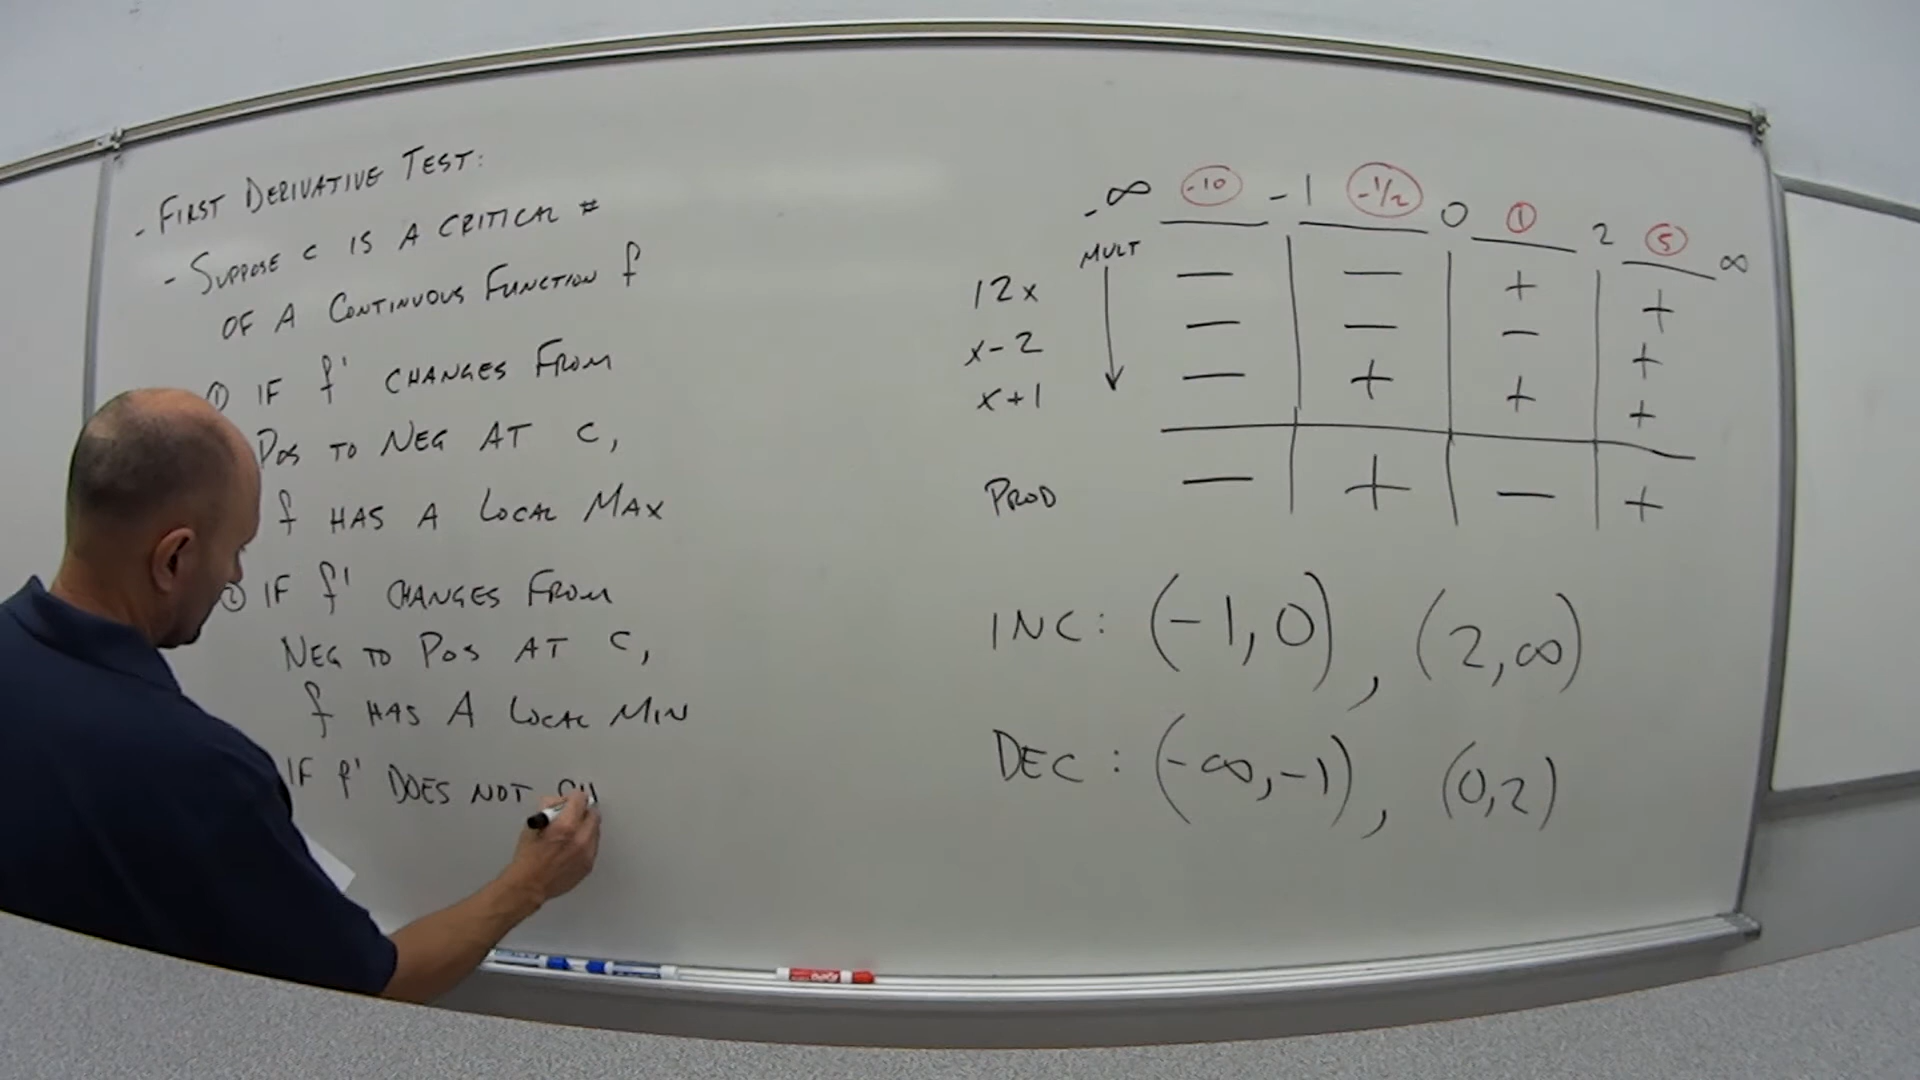 - FIRST DERIVATIVE TEST:
- SUPPOSE C IS A CRITICAL #
OF A CONTINUOUS FUNCTION f
① IF f' CHANGES FROM
POS TO NEG AT C,
f HAS A LOCAL MAX
② IF f' CHANGES FROM
NEG TO POS AT C,
f HAS A LOCAL MIN
IF f' DOES NOT CH
-∞ -10 -1 -1/2 0 1 2 5 ∞
MULT
12x — — + +
x-2 — — — +
x+1 — + + +
PROD — + — +
INC: (-1,0), (2,∞)
DEC: (-∞,-1), (0,2)